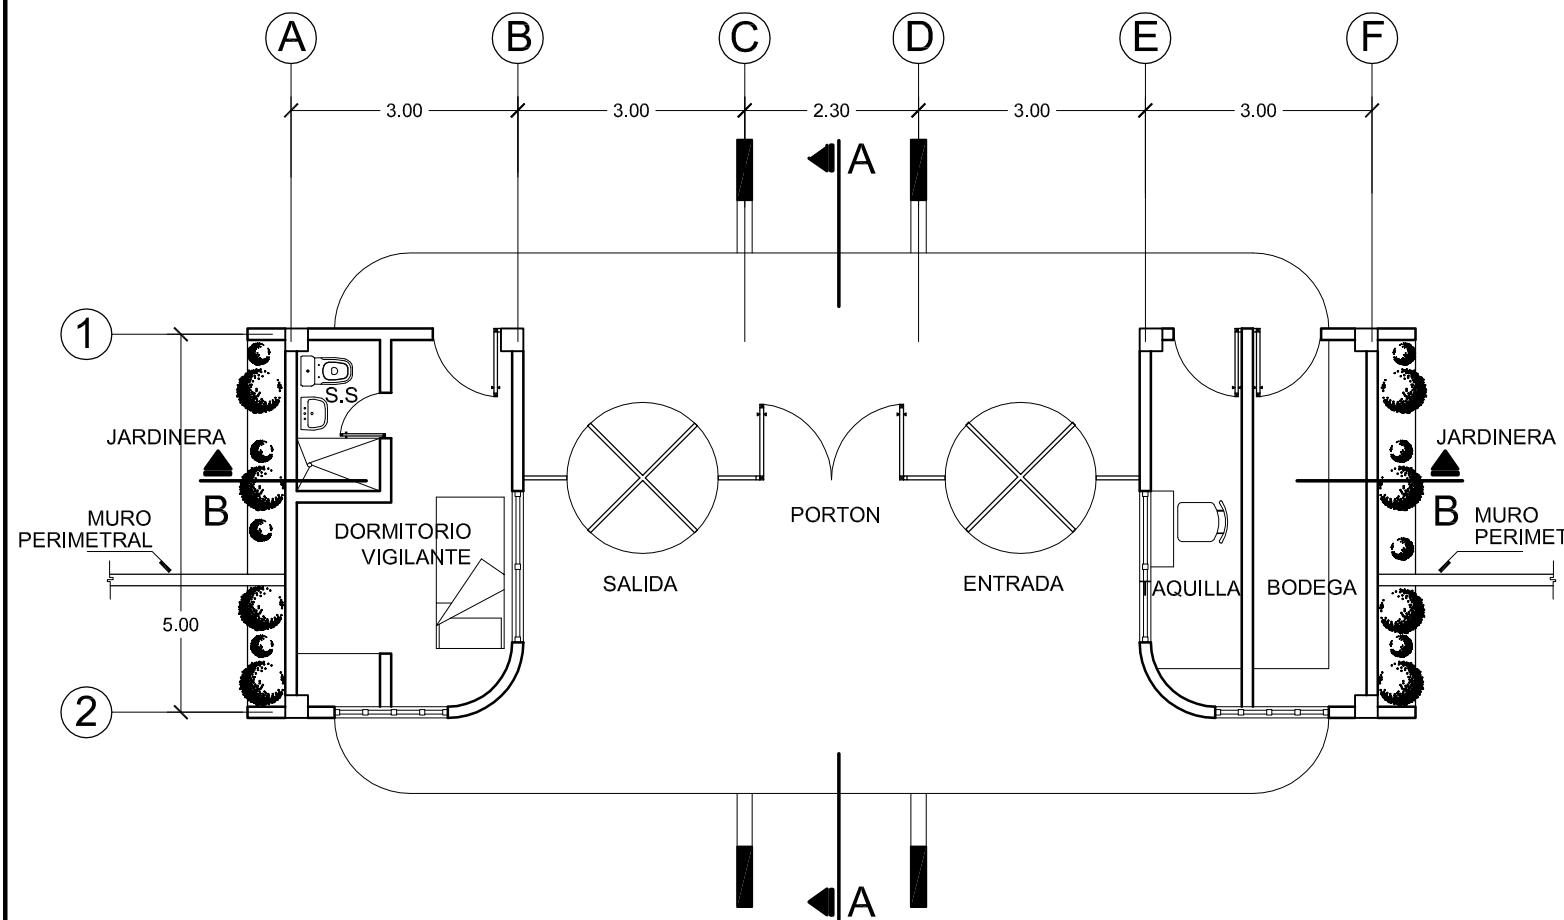 A B C D E F
3.00 3.00 2.30 3.00 3.00
A
1
S.S
JARDINERA
JARDINERA
B
B
MURO
PERIMETRAL
DORMITORIO
VIGILANTE
PORTON
MURO
PERIMET
SALIDA
ENTRADA
TAQUILLA
BODEGA
5.00
2
A